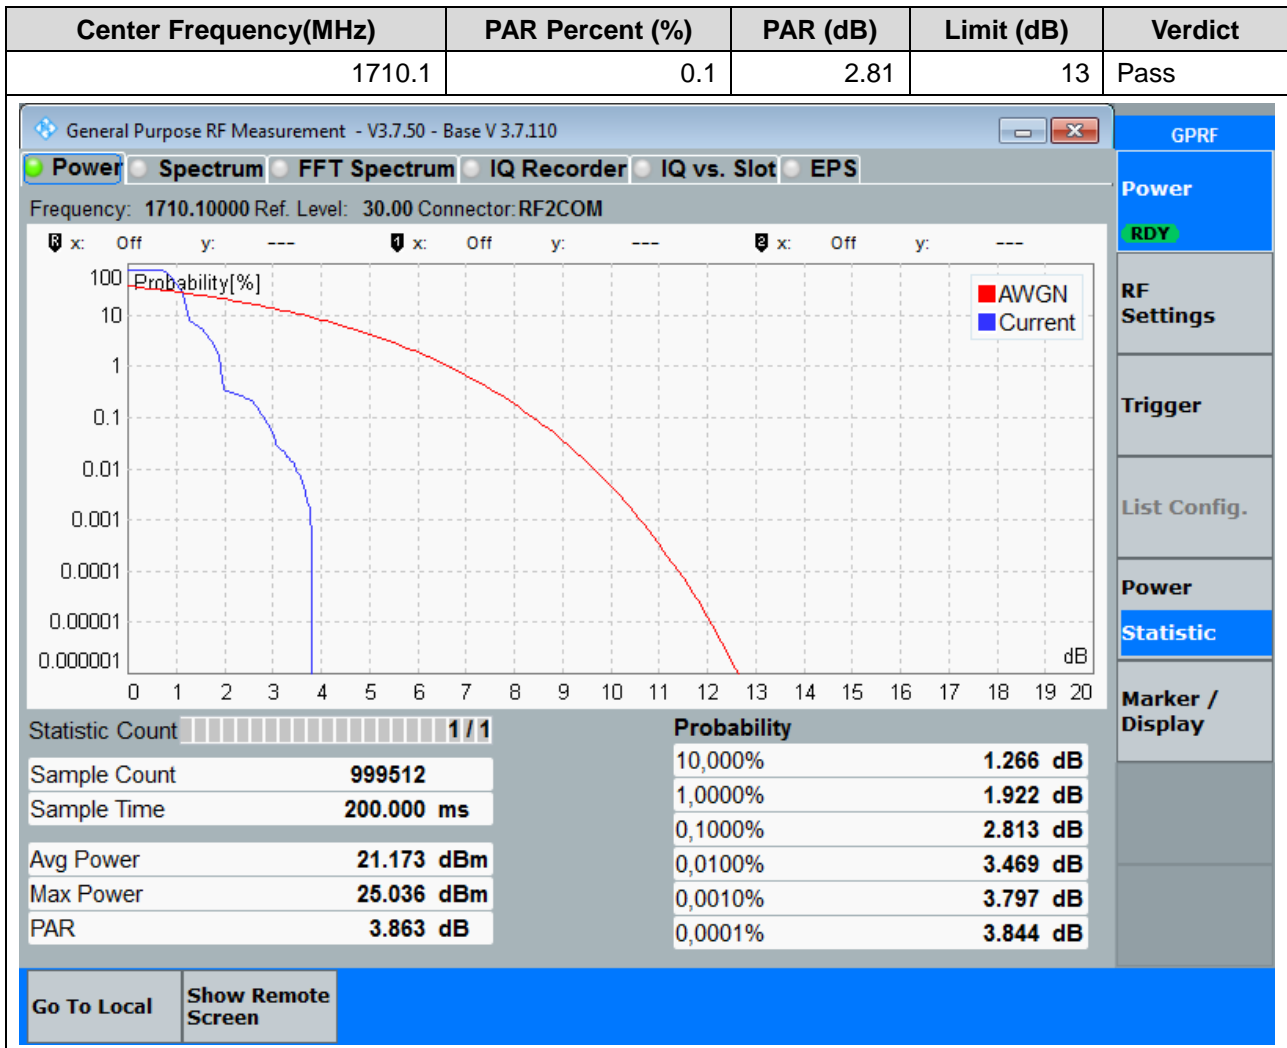 Center Frequency(MHz) PAR Percent (%) PAR (dB) Limit (dB) Verdict
1710.1 0.1 2.81 13 Pass
General Purpose RF Measurement - V3.7.50 - Base V 3.7.110
GPRF
Power Spectrum FFT Spectrum IQ Recorder IQ vs. Slot EPS
Frequency: 1710.10000 Ref. Level: 30.00 Connector: RF2COM
R x: Off y: --- 1 x: Off y: --- 2 x: Off y: ---
Probability[%]
AWGN
Current
100
10
1
0.1
0.01
0.001
0.0001
0.00001
0.000001
dB
0 1 2 3 4 5 6 7 8 9 10 11 12 13 14 15 16 17 18 19 20
Statistic Count 1 / 1
Sample Count 999512
Sample Time 200.000 ms
Avg Power 21.173 dBm
Max Power 25.036 dBm
PAR 3.863 dB
Probability
10,000% 1.266 dB
1,0000% 1.922 dB
0,1000% 2.813 dB
0,0100% 3.469 dB
0,0010% 3.797 dB
0,0001% 3.844 dB
Power
RDY
RF
Settings
Trigger
List Config.
Power
Statistic
Marker /
Display
Go To Local
Show Remote
Screen